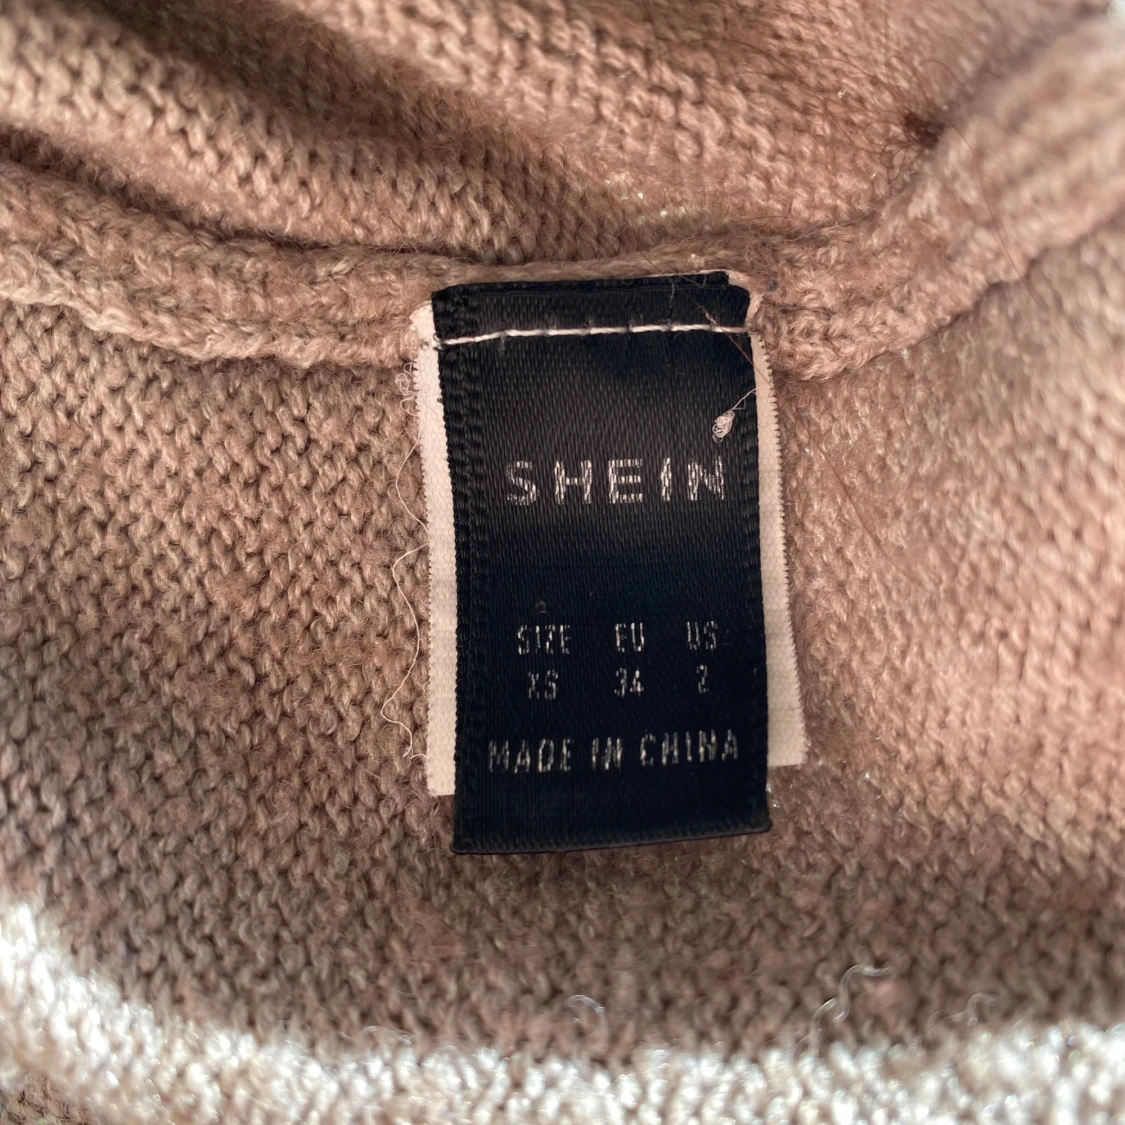 SHEIN
SIZE EU US
XS 34 2
MADE IN CHINA